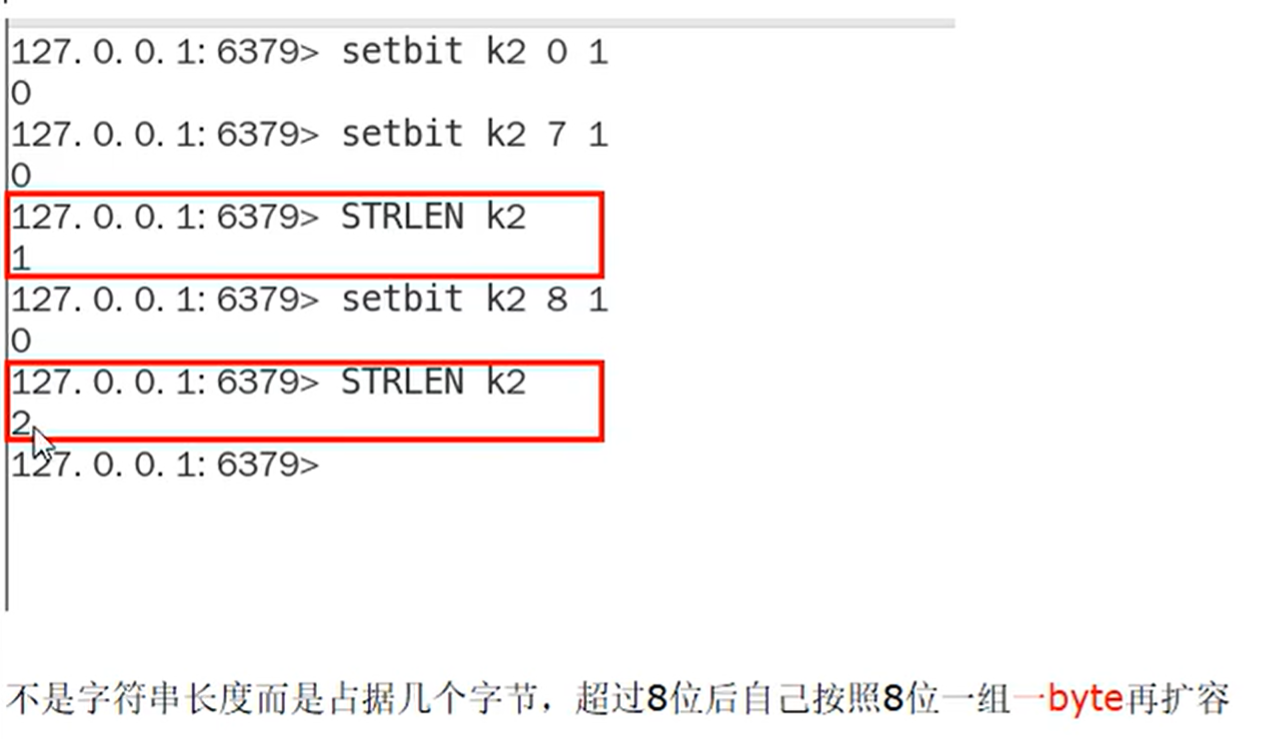 127.0.0.1:6379> setbit k2 0 1
0
127.0.0.1:6379> setbit k2 7 1
0
127.0.0.1:6379> STRLEN k2
1
127.0.0.1:6379> setbit k2 8 1
0
127.0.0.1:6379> STRLEN k2
2
127.0.0.1:6379>
不是字符串长度而是占据几个字节，超过8位后自己按照8位一组一byte再扩容